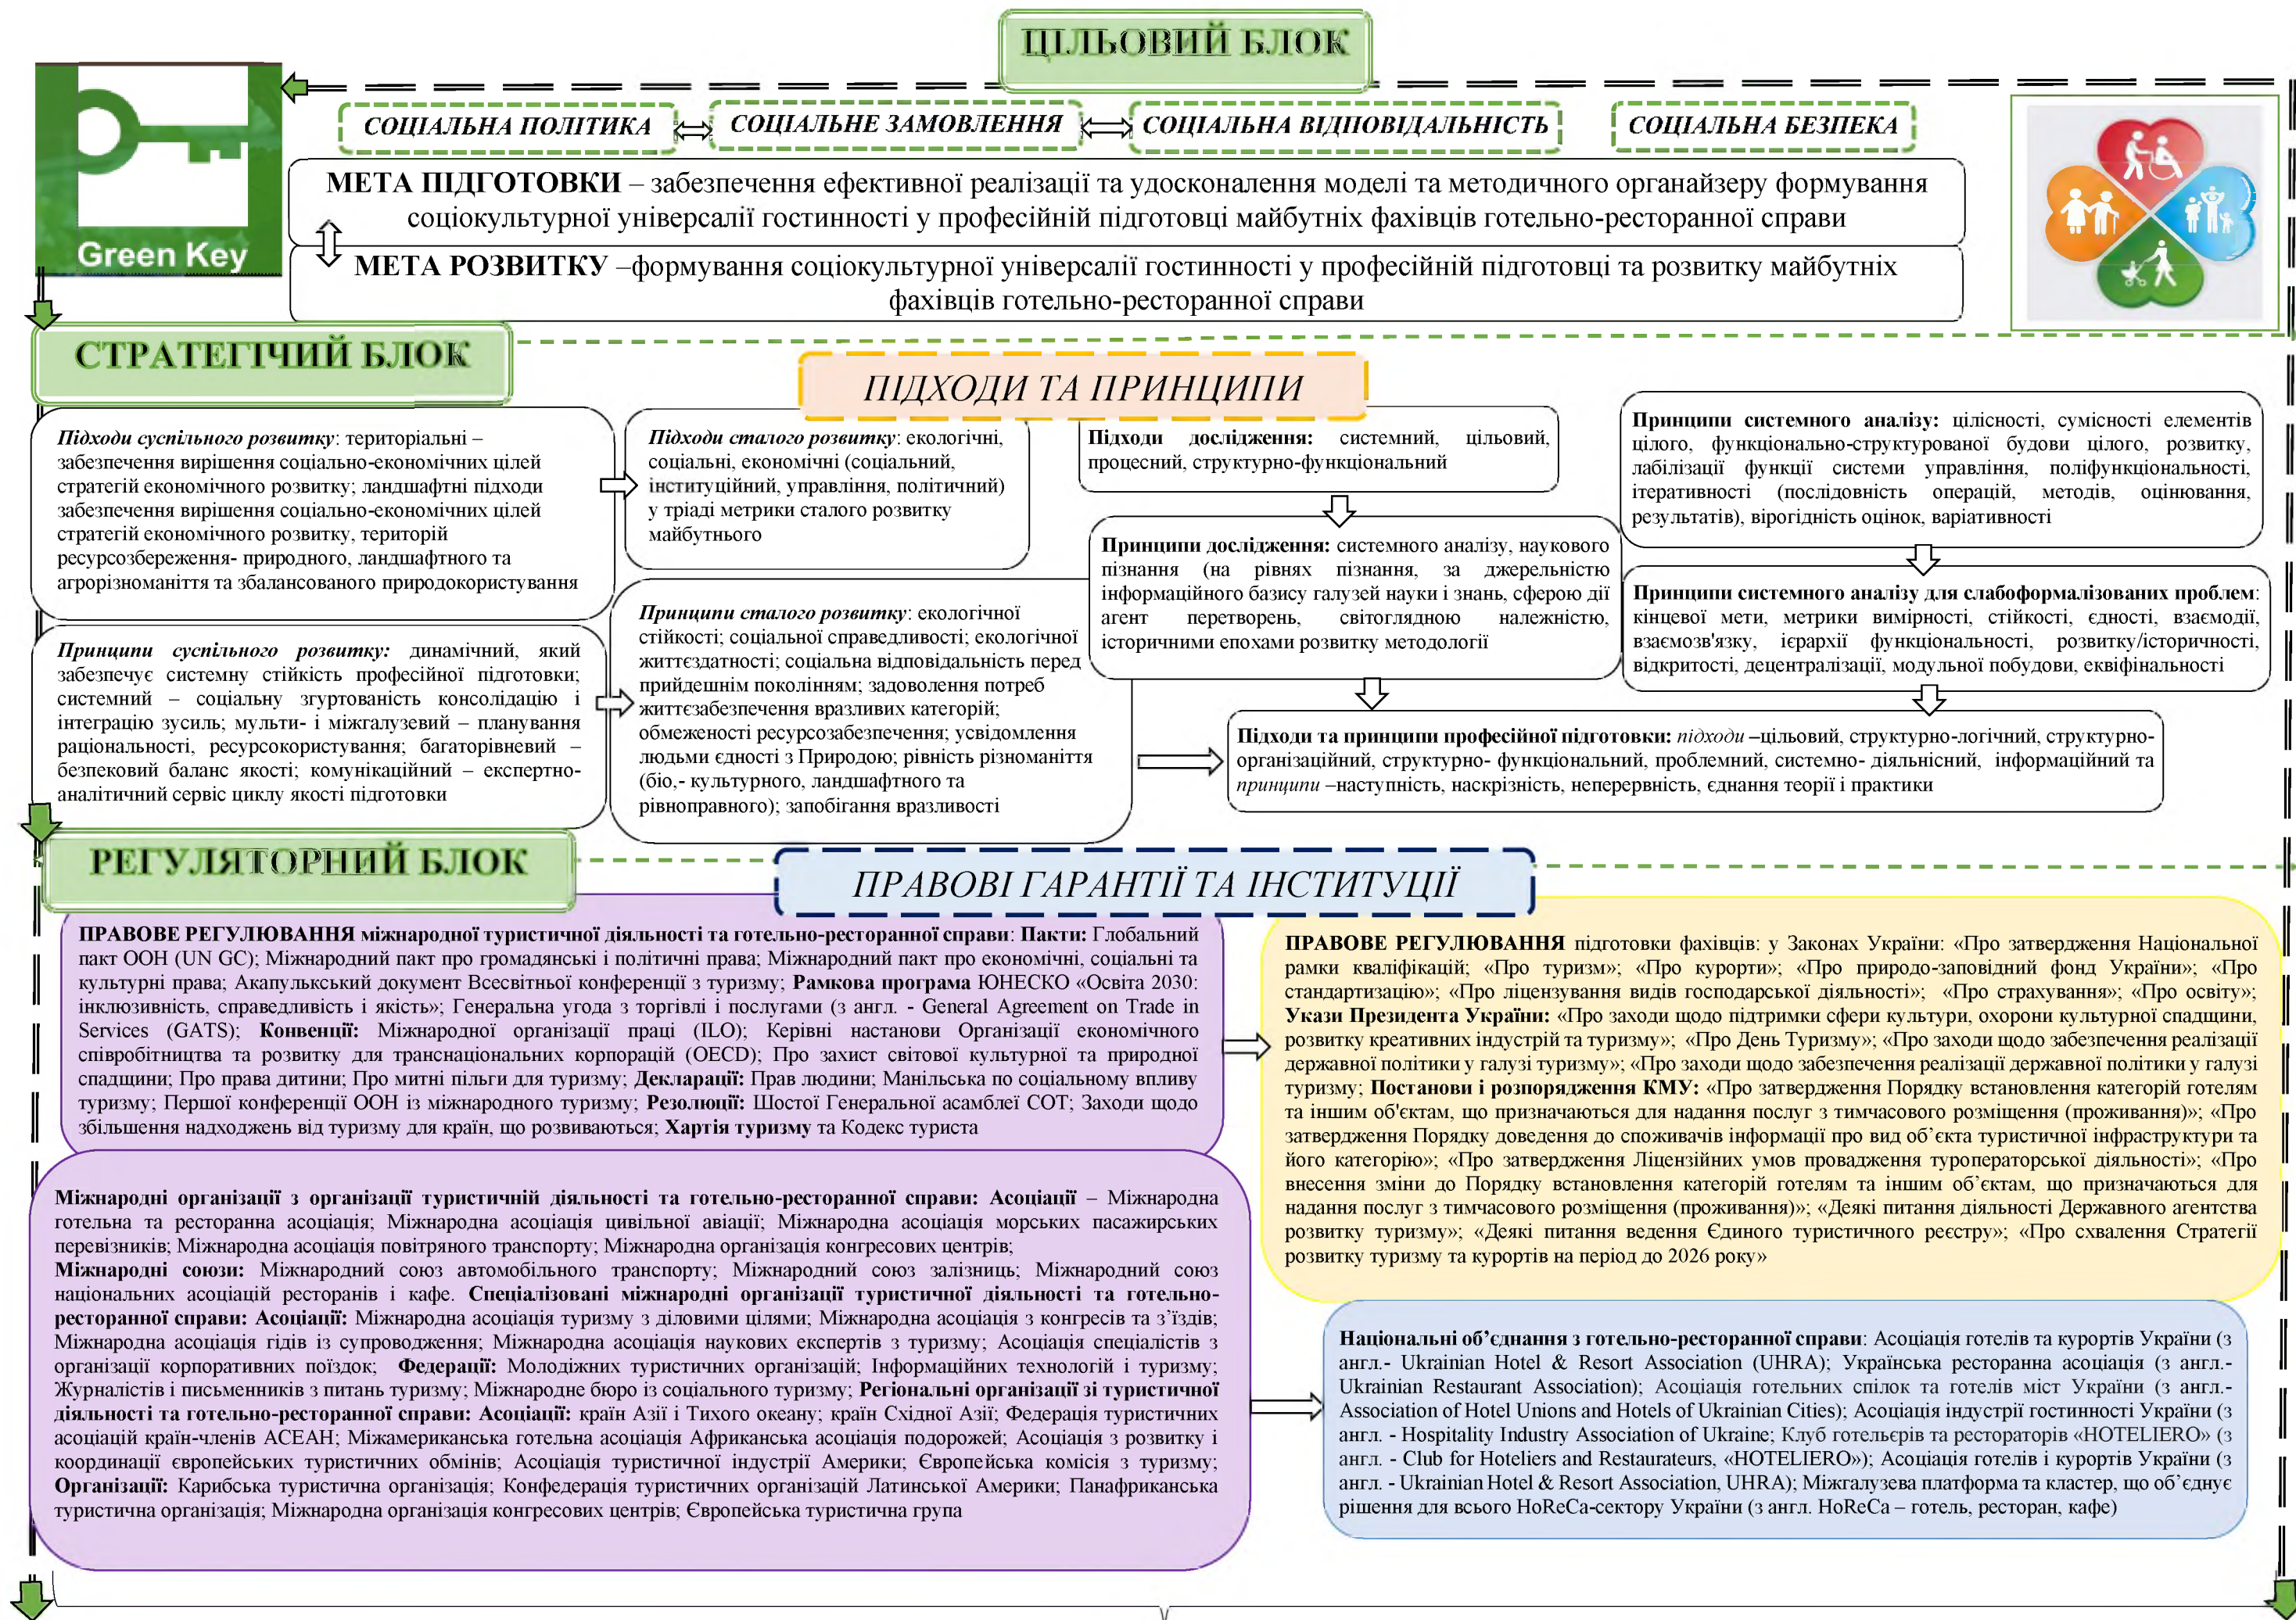 ЦІЛЬОВИЙ БЛОК
Green Key
СОЦІАЛЬНА ПОЛІТИКА
СОЦІАЛЬНЕ ЗАМОВЛЕННЯ
СОЦІАЛЬНА ВІДПОВІДАЛЬНІСТЬ
СОЦІАЛЬНА БЕЗПЕКА
МЕТА ПІДГОТОВКИ – забезпечення ефективної реалізації та удосконалення моделі та методичного органайзеру формування
соціокультурної універсалії гостинності у професійній підготовці майбутніх фахівців готельно-ресторанної справи
МЕТА РОЗВИТКУ –формування соціокультурної універсалії гостинності у професійній підготовці та розвитку майбутніх
фахівців готельно-ресторанної справи
СТРАТЕГІЧИЙ БЛОК
ПІДХОДИ ТА ПРИНЦИПИ
Підходи суспільного розвитку: територіальні –
забезпечення вирішення соціально-економічних цілей
стратегій економічного розвитку; ландшафтні підходи
забезпечення вирішення соціально-економічних цілей
стратегій економічного розвитку, територій
ресурсозбереження- природного, ландшафтного та
агрорізноманіття та збалансованого природокористування
Принципи суспільного розвитку: динамічний, який
забезпечує системну стійкість професійної підготовки;
системний – соціальну згуртованість консолідацію і
інтеграцію зусиль; мульти- і міжгалузевий – планування
раціональності, ресурсокористування; багаторівневий –
безпековий баланс якості; комунікаційний – експертно-
аналітичний сервіс циклу якості підготовки
Підходи сталого розвитку: екологічні,
соціальні, економічні (соціальний,
інституційний, управління, політичний)
у тріаді метрики сталого розвитку
майбутнього
Принципи сталого розвитку: екологічної
стійкості; соціальної справедливості; екологічної
життєздатності; соціальна відповідальність перед
прийдешнім поколінням; задоволення потреб
життєзабезпечення вразливих категорій;
обмеженості ресурсозабезпечення; усвідомлення
людьми єдності з Природою; рівність різноманіття
(біо,- культурного, ландшафтного та
рівноправного); запобігання вразливості
Підходи дослідження: системний, цільовий,
процесний, структурно-функціональний
Принципи дослідження: системного аналізу, наукового
пізнання (на рівнях пізнання, за джерельністю
інформаційного базису галузей науки і знань, сферою дії
агент перетворень, світоглядною належністю,
історичними епохами розвитку методології
Принципи системного аналізу: цілісності, сумісності елементів
цілого, функціонально-структурованої будови цілого, розвитку,
лабілізації функції системи управління, поліфункціональності,
ітеративності (послідовність операцій, методів, оцінювання,
результатів), вірогідність оцінок, варіативності
Принципи системного аналізу для слабоформалізованих проблем:
кінцевої мети, метрики вимірності, стійкості, єдності, взаємодії,
взаємозв'язку, ієрархії функціональності, розвитку/історичності,
відкритості, децентралізації, модульної побудови, еквіфінальності
Підходи та принципи професійної підготовки: підходи –цільовий, структурно-логічний, структурно-
організаційний, структурно- функціональний, проблемний, системно- діяльнісний, інформаційний та
принципи –наступність, наскрізність, неперервність, єднання теорії і практики
РЕГУЛЯТОРНИЙ БЛОК
ПРАВОВІ ГАРАНТІЇ ТА ІНСТИТУЦІЇ
ПРАВОВЕ РЕГУЛЮВАННЯ міжнародної туристичної діяльності та готельно-ресторанної справи: Пакти: Глобальний
пакт ООН (UN GC); Міжнародний пакт про громадянські і політичні права; Міжнародний пакт про економічні, соціальні та
культурні права; Акапулькський документ Всесвітньої конференції з туризму; Рамкова програма ЮНЕСКО «Освіта 2030:
інклюзивність, справедливість і якість»; Генеральна угода з торгівлі і послугами (з англ. - General Agreement on Trade in
Services (GATS); Конвенції: Міжнародної організації праці (ILO); Керівні настанови Організації економічного
співробітництва та розвитку для транснаціональних корпорацій (OECD); Про захист світової культурної та природної
спадщини; Про права дитини; Про митні пільги для туризму; Декларації: Прав людини; Манільська по соціальному впливу
туризму; Першої конференції ООН із міжнародного туризму; Резолюції: Шостої Генеральної асамблеї СОТ; Заходи щодо
збільшення надходжень від туризму для країн, що розвиваються; Хартія туризму та Кодекс туриста
Міжнародні організації з організації туристичній діяльності та готельно-ресторанної справи: Асоціації – Міжнародна
готельна та ресторанна асоціація; Міжнародна асоціація цивільної авіації; Міжнародна асоціація морських пасажирських
перевізників; Міжнародна асоціація повітряного транспорту; Міжнародна організація конгресових центрів;
Міжнародні союзи: Міжнародний союз автомобільного транспорту; Міжнародний союз залізниць; Міжнародний союз
національних асоціацій ресторанів і кафе. Спеціалізовані міжнародні організації туристичної діяльності та готельно-
ресторанної справи: Асоціації: Міжнародна асоціація туризму з діловими цілями; Міжнародна асоціація з конгресів та з’їздів;
Міжнародна асоціація гідів із супроводження; Міжнародна асоціація наукових експертів з туризму; Асоціація спеціалістів з
організації корпоративних поїздок; Федерації: Молодіжних туристичних організацій; Інформаційних технологій і туризму;
Журналістів і письменників з питань туризму; Міжнародне бюро із соціального туризму; Регіональні організації зі туристичної
діяльності та готельно-ресторанної справи: Асоціації: країн Азії і Тихого океану; країн Східної Азії; Федерація туристичних
асоціацій країн-членів АСЕАН; Міжамериканська готельна асоціація Африканська асоціація подорожей; Асоціація з розвитку і
координації європейських туристичних обмінів; Асоціація туристичної індустрії Америки; Європейська комісія з туризму;
Організації: Карибська туристична організація; Конфедерація туристичних організацій Латинської Америки; Панафриканська
туристична організація; Міжнародна організація конгресових центрів; Європейська туристична група
ПРАВОВЕ РЕГУЛЮВАННЯ підготовки фахівців: у Законах України: «Про затвердження Національної
рамки кваліфікацій; «Про туризм»; «Про курорти»; «Про природо-заповідний фонд України»; «Про
стандартизацію»; «Про ліцензування видів господарської діяльності»; «Про страхування»; «Про освіту»;
Укази Президента України: «Про заходи щодо підтримки сфери культури, охорони культурної спадщини,
розвитку креативних індустрій та туризму»; «Про День Туризму»; «Про заходи щодо забезпечення реалізації
державної політики у галузі туризму»; «Про заходи щодо забезпечення реалізації державної політики у галузі
туризму; Постанови і розпорядження КМУ: «Про затвердження Порядку встановлення категорій готелям
та іншим об'єктам, що призначаються для надання послуг з тимчасового розміщення (проживання)»; «Про
затвердження Порядку доведення до споживачів інформації про вид об’єкта туристичної інфраструктури та
його категорію»; «Про затвердження Ліцензійних умов провадження туроператорської діяльності»; «Про
внесення зміни до Порядку встановлення категорій готелям та іншим об’єктам, що призначаються для
надання послуг з тимчасового розміщення (проживання)»; «Деякі питання діяльності Державного агентства
розвитку туризму»; «Деякі питання ведення Єдиного туристичного реєстру»; «Про схвалення Стратегії
розвитку туризму та курортів на період до 2026 року»
Національні об’єднання з готельно-ресторанної справи: Асоціація готелів та курортів України (з
англ.- Ukrainian Hotel & Resort Association (UHRA); Українська ресторанна асоціація (з англ.-
Ukrainian Restaurant Association); Асоціація готельних спілок та готелів міст України (з англ.-
Association of Hotel Unions and Hotels of Ukrainian Cities); Асоціація індустрії гостинності України (з
англ. - Hospitality Industry Association of Ukraine; Клуб готельєрів та рестораторів «HOTELIERO» (з
англ. - Club for Hoteliers and Restaurateurs, «HOTELIERO»); Асоціація готелів і курортів України (з
англ. - Ukrainian Hotel & Resort Association, UHRA); Міжгалузева платформа та кластер, що об’єднує
рішення для всього HoReCa-сектору України (з англ. HoReCa – готель, ресторан, кафе)